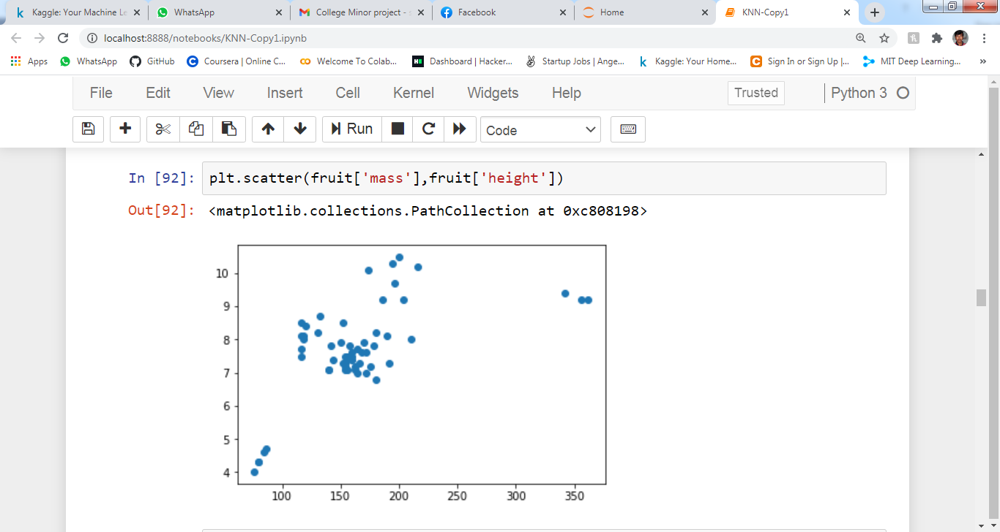 Kaggle: Your Machine Le
WhatsApp
College Minor project - s
Facebook
Home
KNN-Copy1
localhost:8888/notebooks/KNN-Copy1.ipynb
Apps WhatsApp GitHub Coursera | Online C... Welcome To Colab... Dashboard | Hacker... Startup Jobs | Ange... Kaggle: Your Home... Sign In or Sign Up |... MIT Deep Learning... »
File Edit View Insert Cell Kernel Widgets Help Trusted Python 3
Run Code
In [92]: plt.scatter(fruit['mass'],fruit['height'])
Out[92]: <matplotlib.collections.PathCollection at 0xc808198>
10
9
8
7
6
5
4
100 150 200 250 300 350